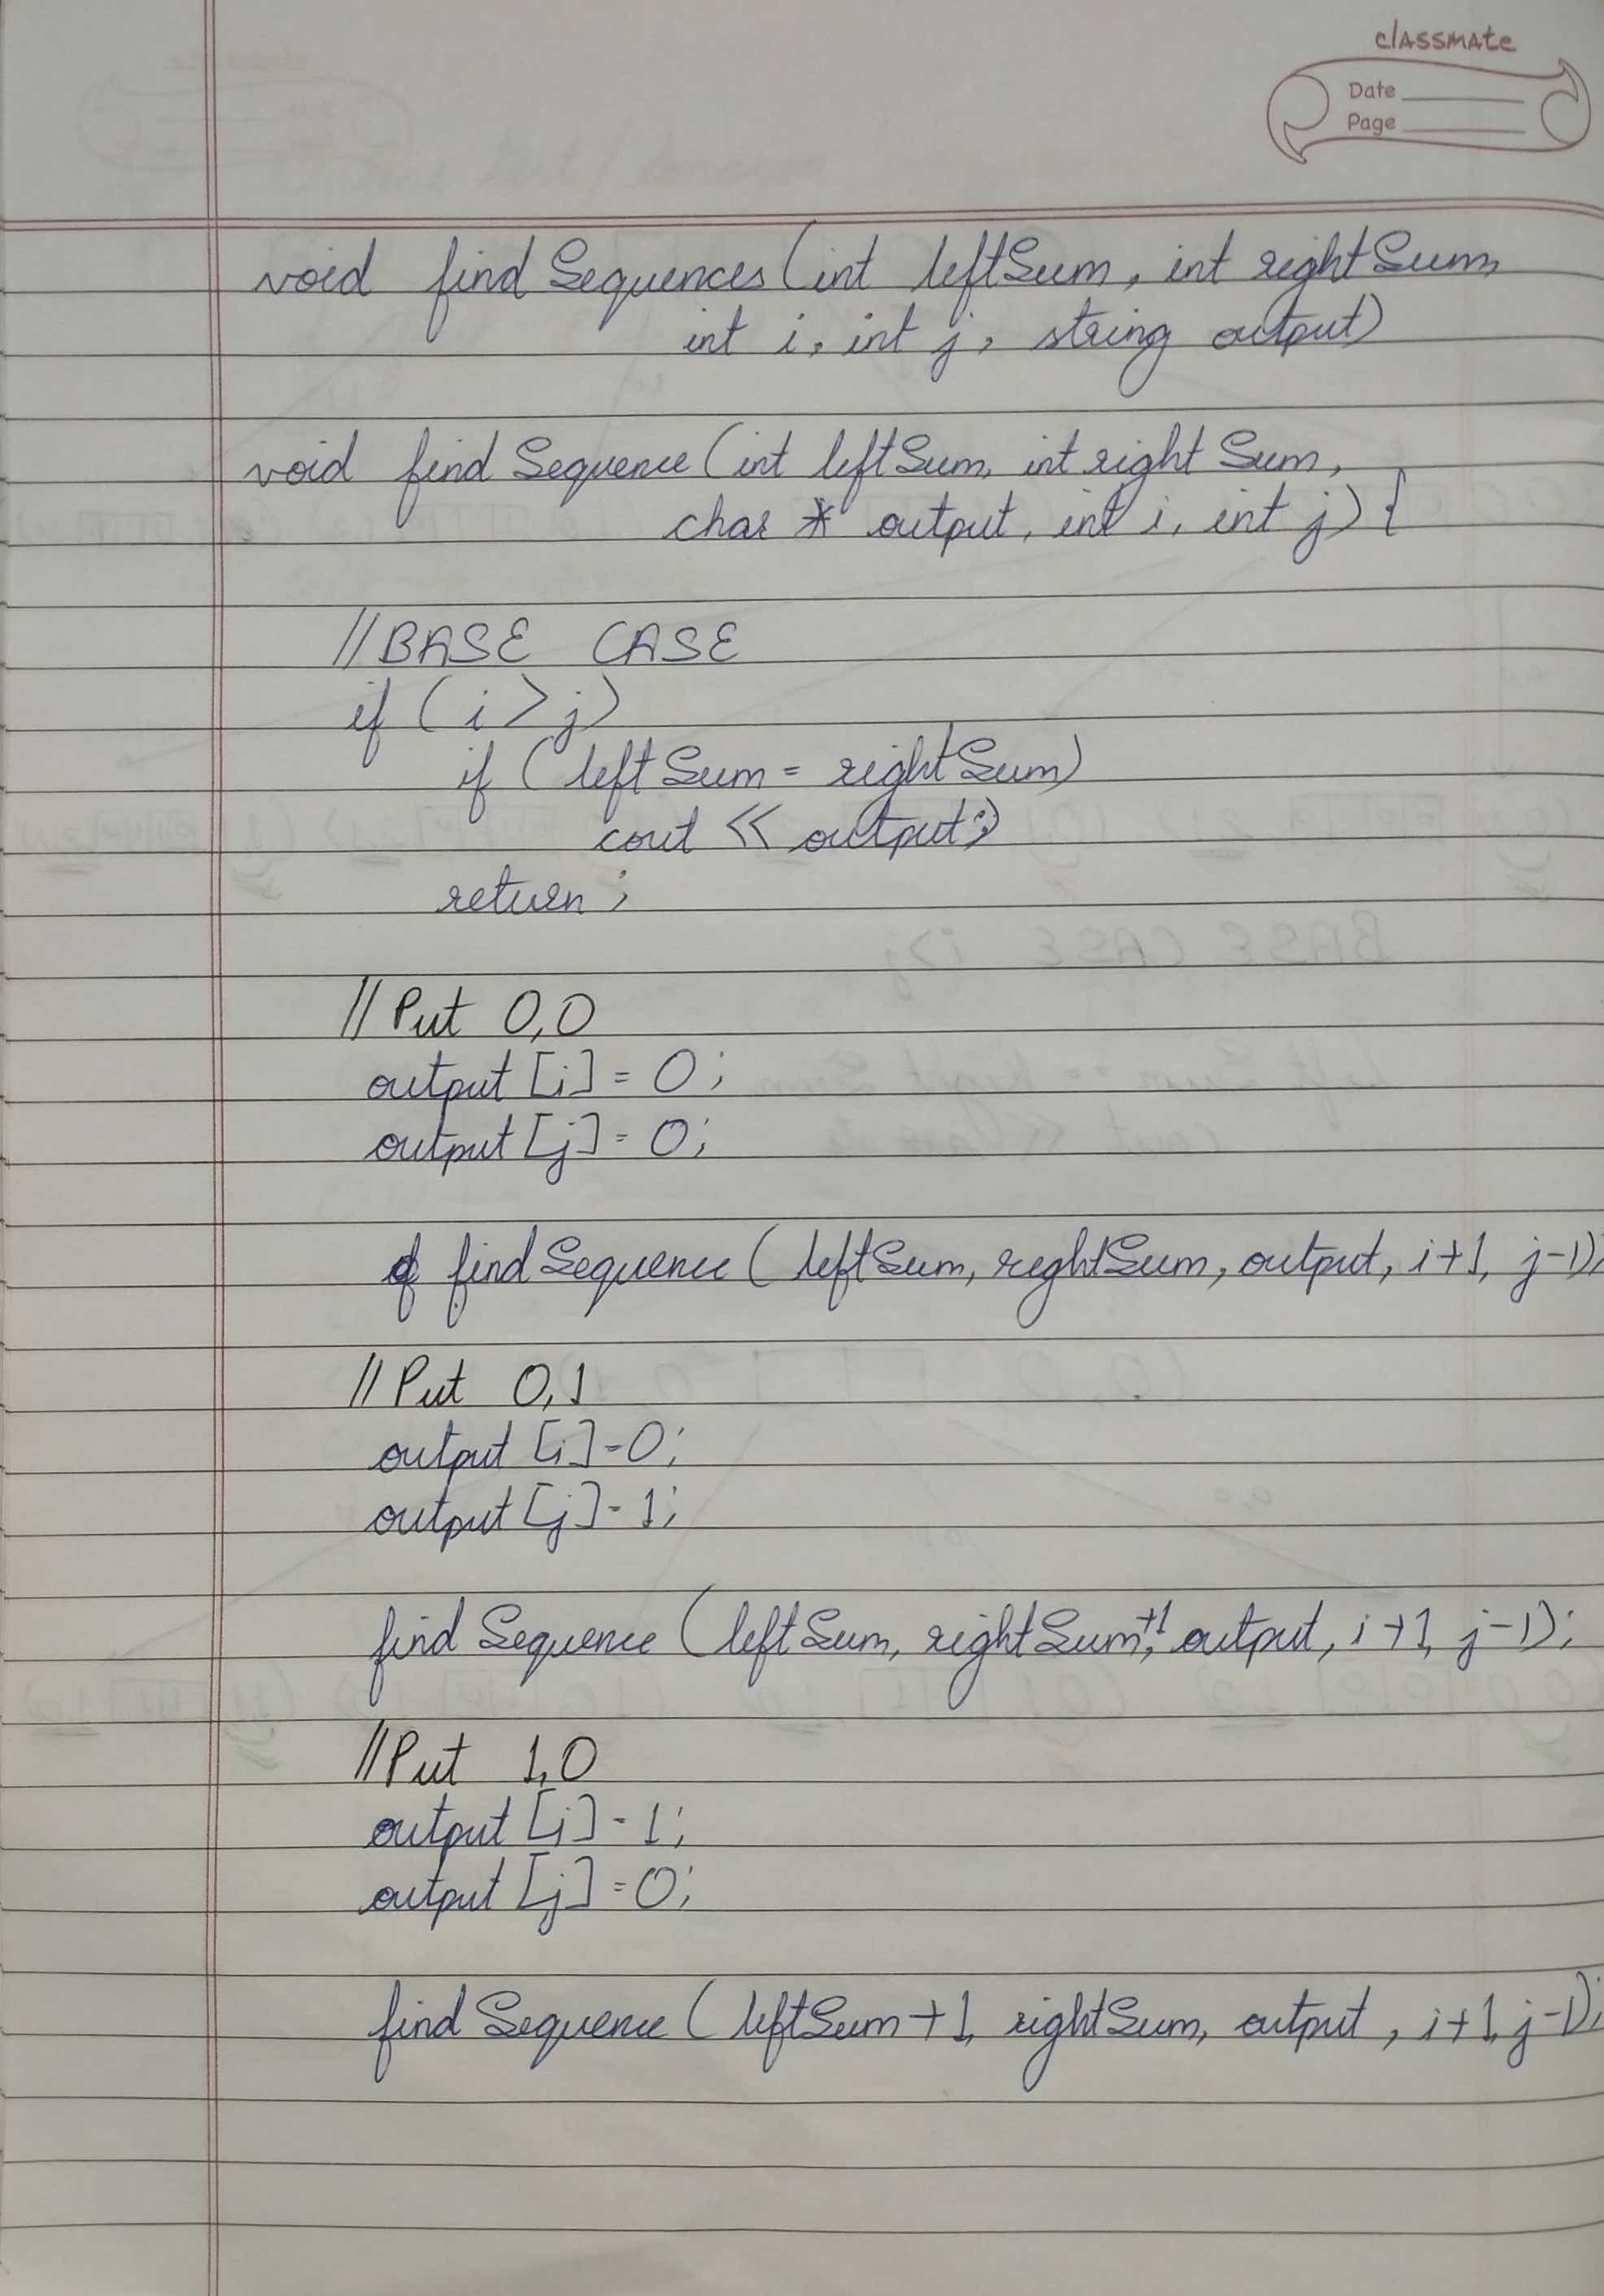 classmate
Date
Page
void findSequences (int leftSum, int rightSum,
int i, int j, string output)
void findSequence (int leftSum, int rightSum,
char * output, int i, int j) {
//BASE CASE
if (i > j)
if (leftSum = rightSum)
cout << output;
return;
//Put 0,0
output [i] = 0;
output [j] = 0;
findSequence (leftSum, rightSum, output, i+1, j-1);
//Put 0,1
output [i] = 0;
output [j] = 1;
findSequence (leftSum, rightSum+1, output, i+1, j-1);
//Put 1,0
output [i] = 1;
output [j] = 0;
findSequence (leftSum+1, rightSum, output, i+1, j-1);